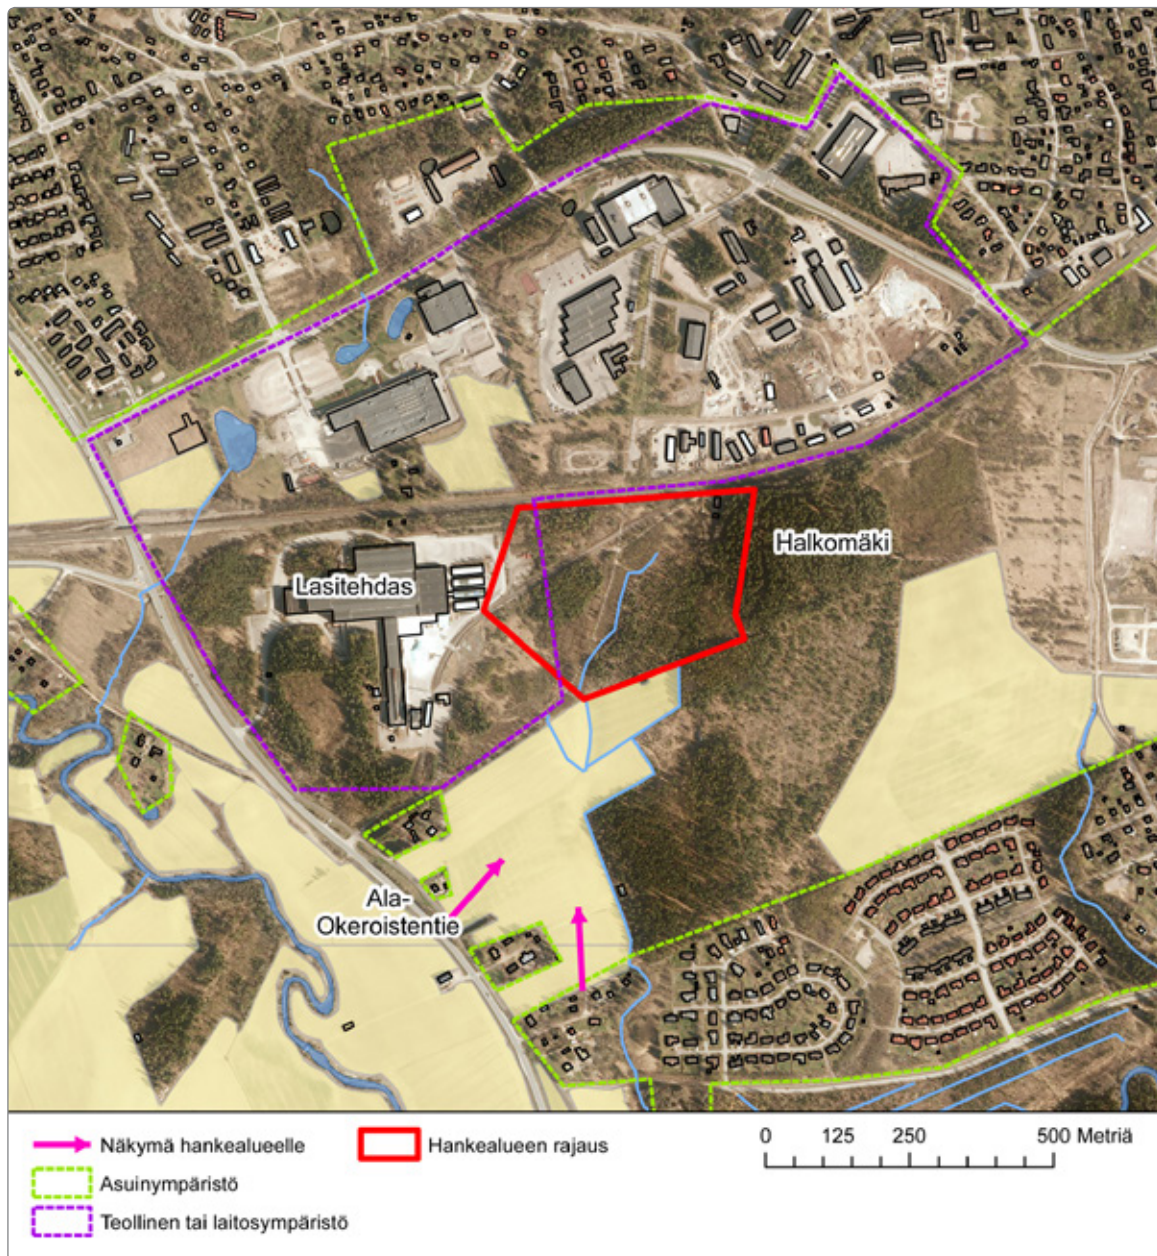 Halkomäki
Lasitehdas
Ala-
Okeroistentie
Näkymä hankealueelle
Hankealueen rajaus
0 125 250 500 Metriä
Asuinympäristö
Teollinen tai laitosympäristö